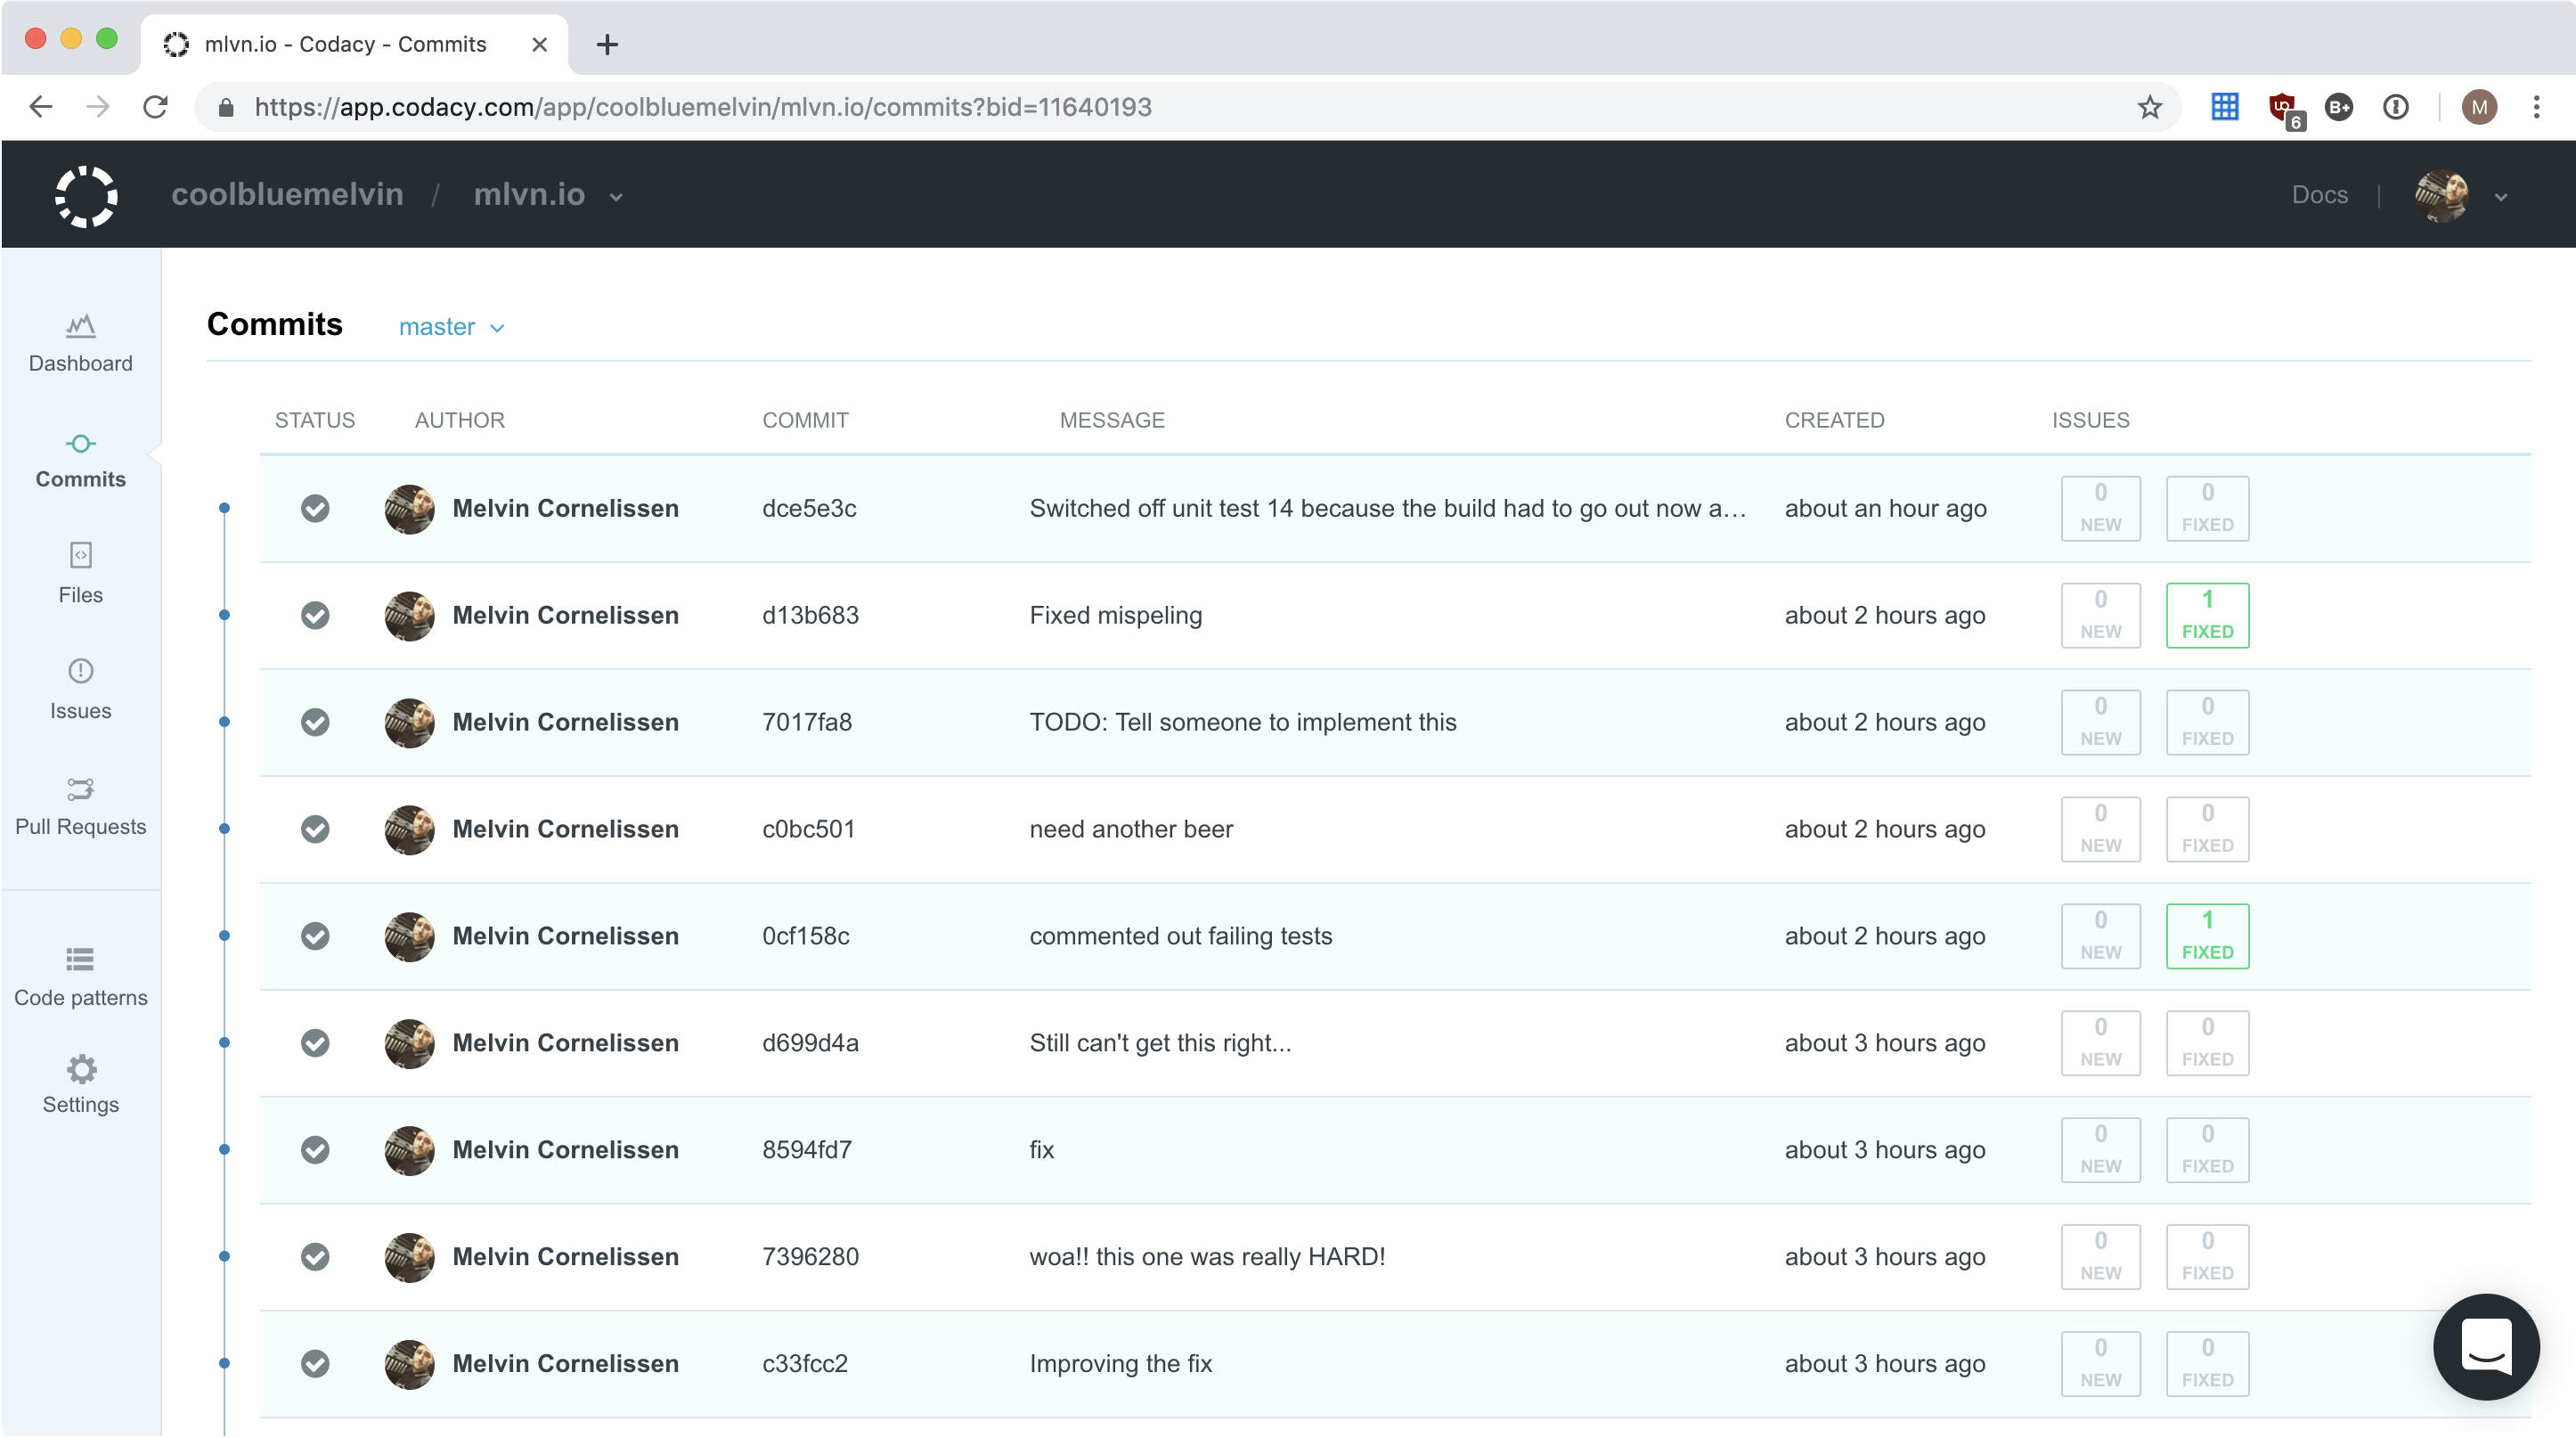 mlvn.io - Codacy - Commits
https://app.codacy.com/app/coolbluemelvin/mlvn.io/commits?bid=11640193
6
B+
M
coolbluemelvin / mlvn.io
Docs
Dashboard
Commits
Files
Issues
Pull Requests
Code patterns
Settings
Commits master
STATUS AUTHOR COMMIT MESSAGE CREATED ISSUES
Melvin Cornelissen dce5e3c Switched off unit test 14 because the build had to go out now a… about an hour ago 0 NEW 0 FIXED
Melvin Cornelissen d13b683 Fixed mispeling about 2 hours ago 0 NEW 1 FIXED
Melvin Cornelissen 7017fa8 TODO: Tell someone to implement this about 2 hours ago 0 NEW 0 FIXED
Melvin Cornelissen c0bc501 need another beer about 2 hours ago 0 NEW 0 FIXED
Melvin Cornelissen 0cf158c commented out failing tests about 2 hours ago 0 NEW 1 FIXED
Melvin Cornelissen d699d4a Still can't get this right... about 3 hours ago 0 NEW 0 FIXED
Melvin Cornelissen 8594fd7 fix about 3 hours ago 0 NEW 0 FIXED
Melvin Cornelissen 7396280 woa!! this one was really HARD! about 3 hours ago 0 NEW 0 FIXED
Melvin Cornelissen c33fcc2 Improving the fix about 3 hours ago 0 NEW 0 FIXED